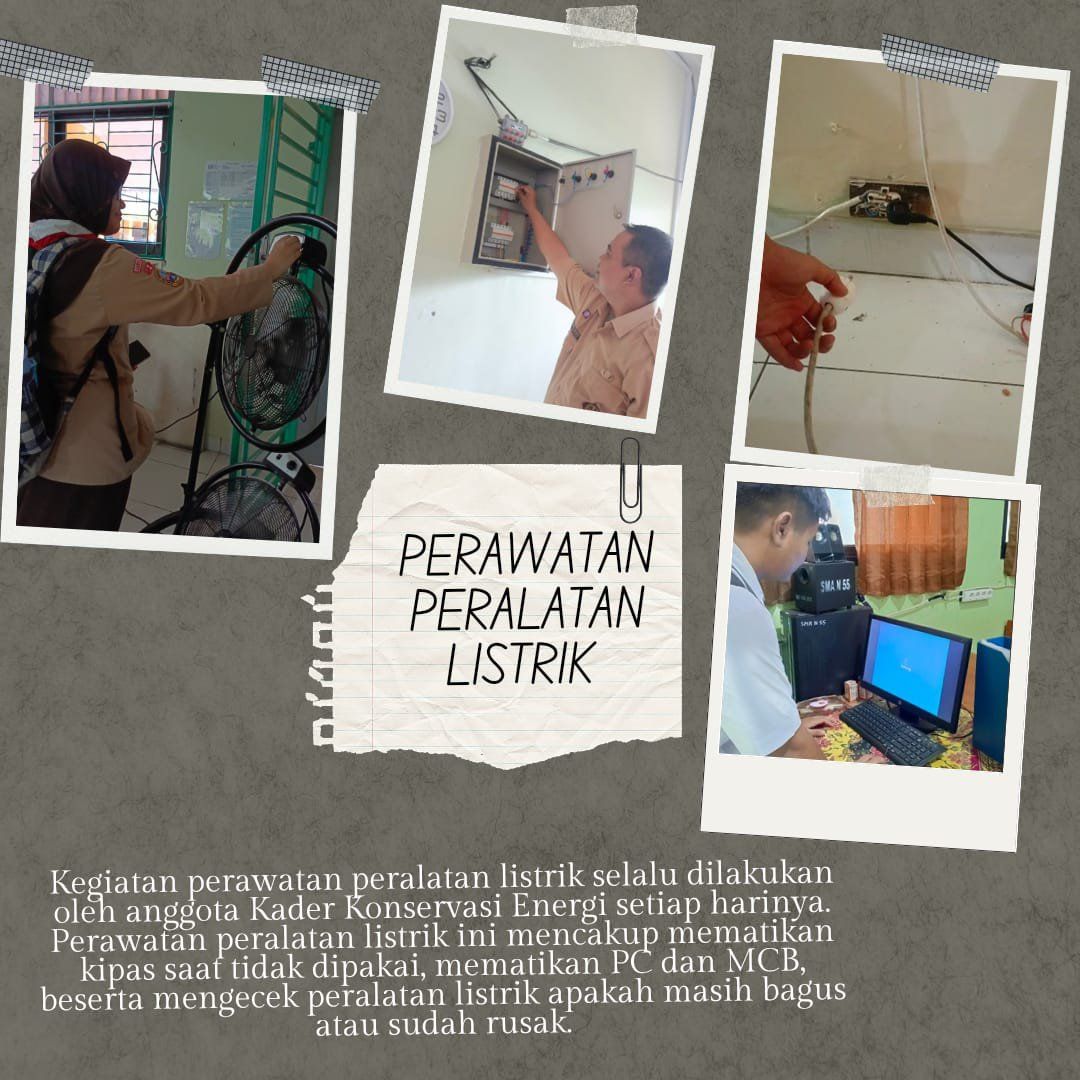 PERAWATAN
PERALATAN
LISTRIK
SMA N 55
SMA N 55
Kegiatan perawatan peralatan listrik selalu dilakukan
oleh anggota Kader Konservasi Energi setiap harinya.
Perawatan peralatan listrik ini mencakup mematikan
kipas saat tidak dipakai, mematikan PC dan MCB,
beserta mengecek peralatan listrik apakah masih bagus
atau sudah rusak.